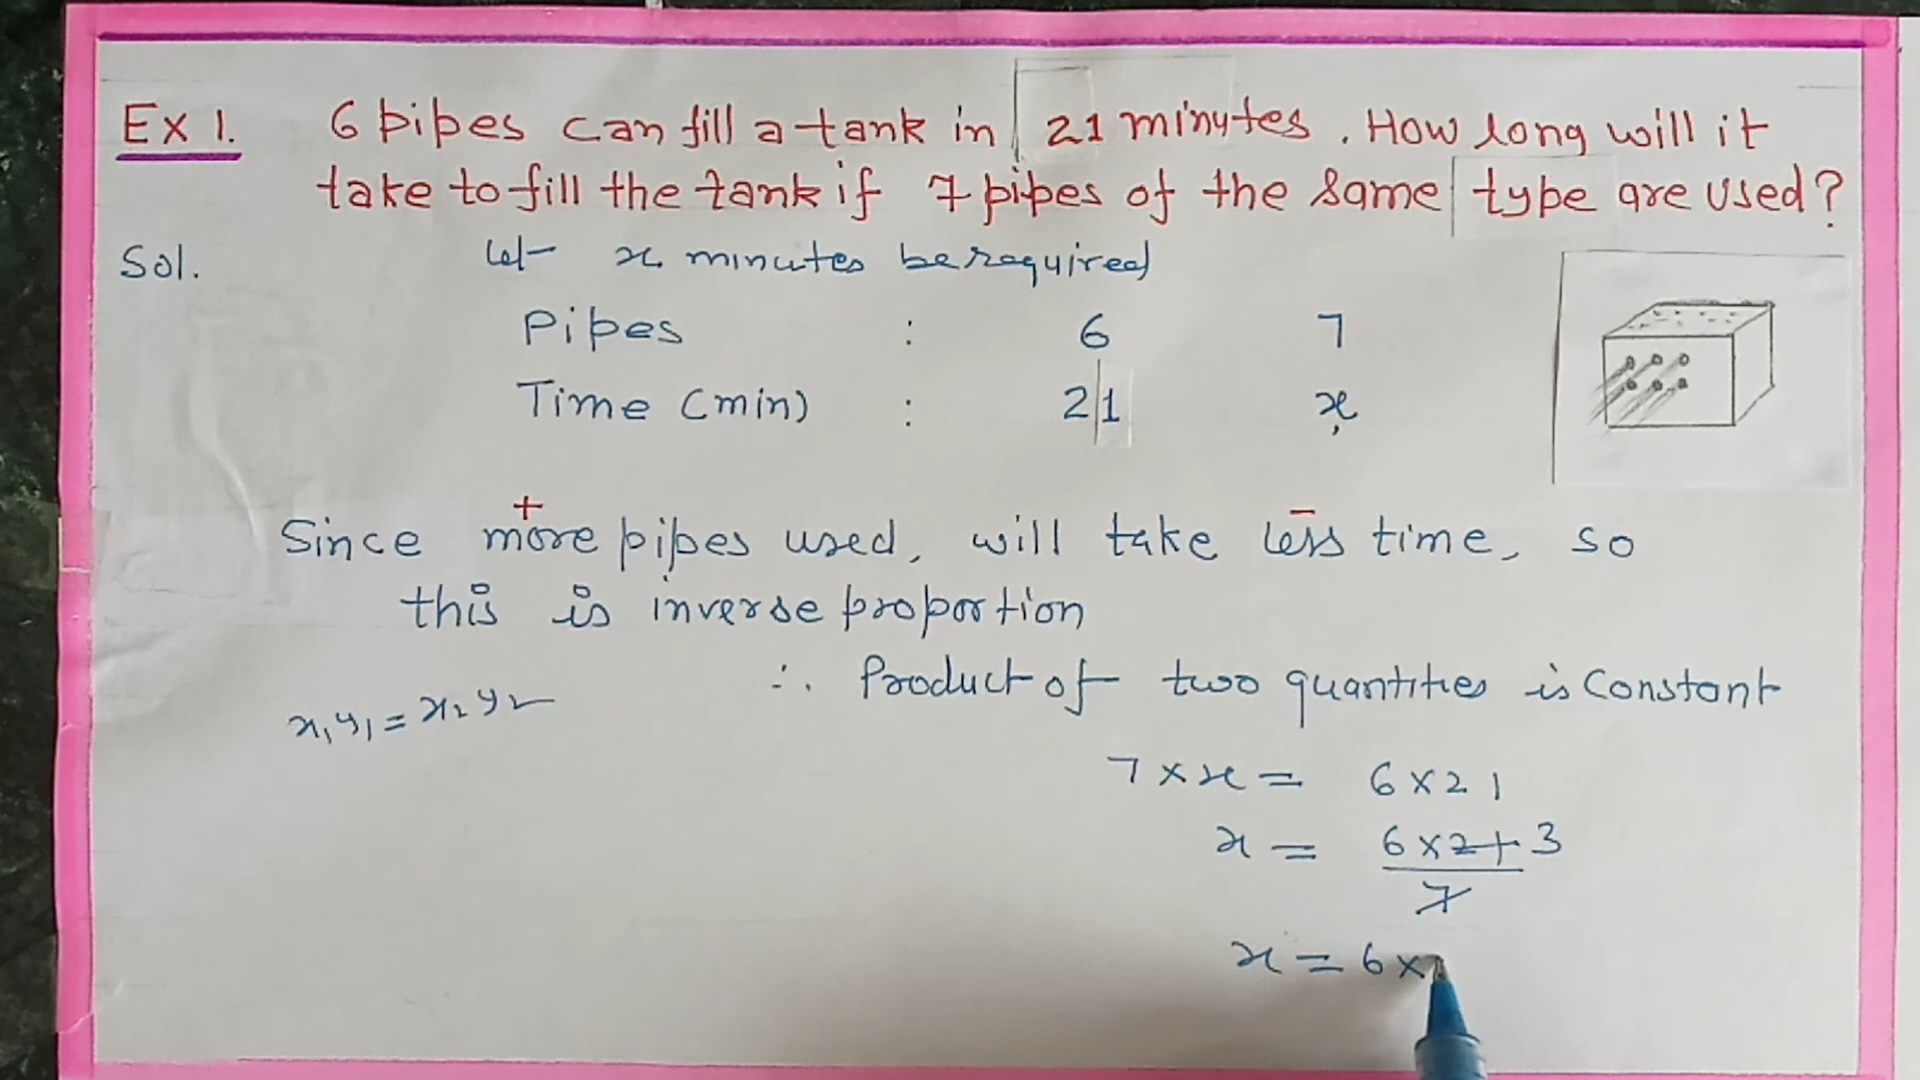 Ex 1. 6 pipes can fill a tank in 21 minutes. How long will it
take to fill the tank if 7 pipes of the same type are used?
Sol. Let x minutes be required
Pipes : 6 7
Time (min) : 21 x
+ −
Since more pipes used, will take less time, so
this is inverse proportion
∴ Product of two quantities is constant
x₁y₁ = x₂y₂
7 × x = 6 × 21
x = 6 × 21 3
7
x = 6 ×